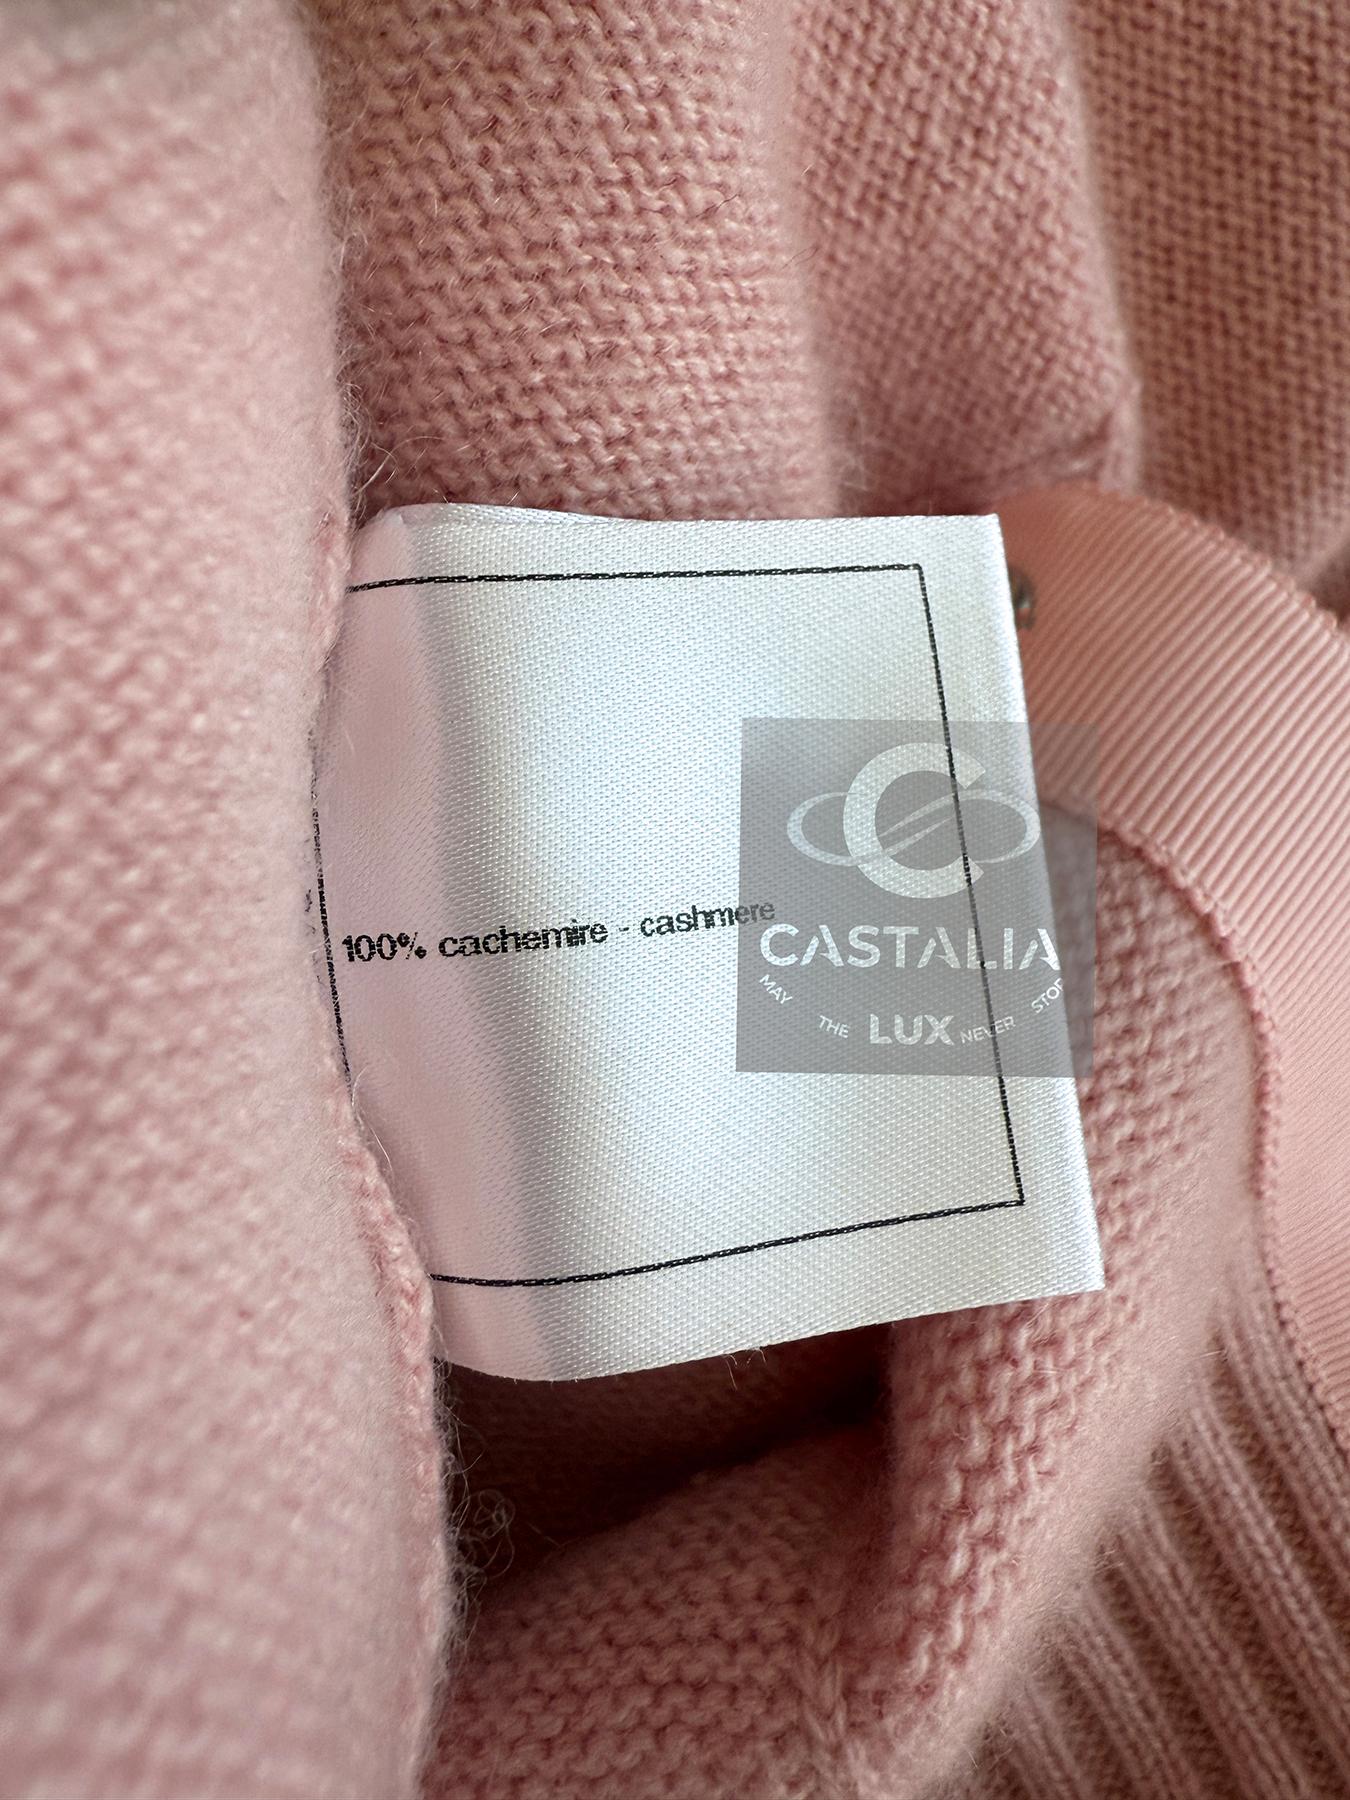 100% cachemire - cashmere
C
CASTALIA
MAY THE LUX NEVER STOP